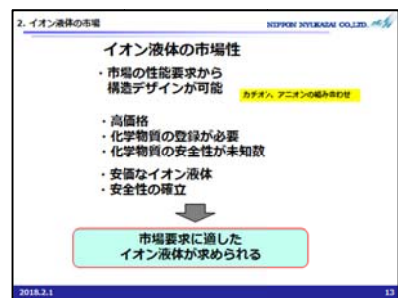 2. イオン液体の市場
NIPPON NYUKAZAI CO.,LTD.
イオン液体の市場性
・市場の性能要求から
構造デザインが可能
カチオン、アニオンの組み合わせ
・高価格
・化学物質の登録が必要
・化学物質の安全性が未知数
・安価なイオン液体
・安全性の確立
市場要求に適した
イオン液体が求められる
2018.2.1
13